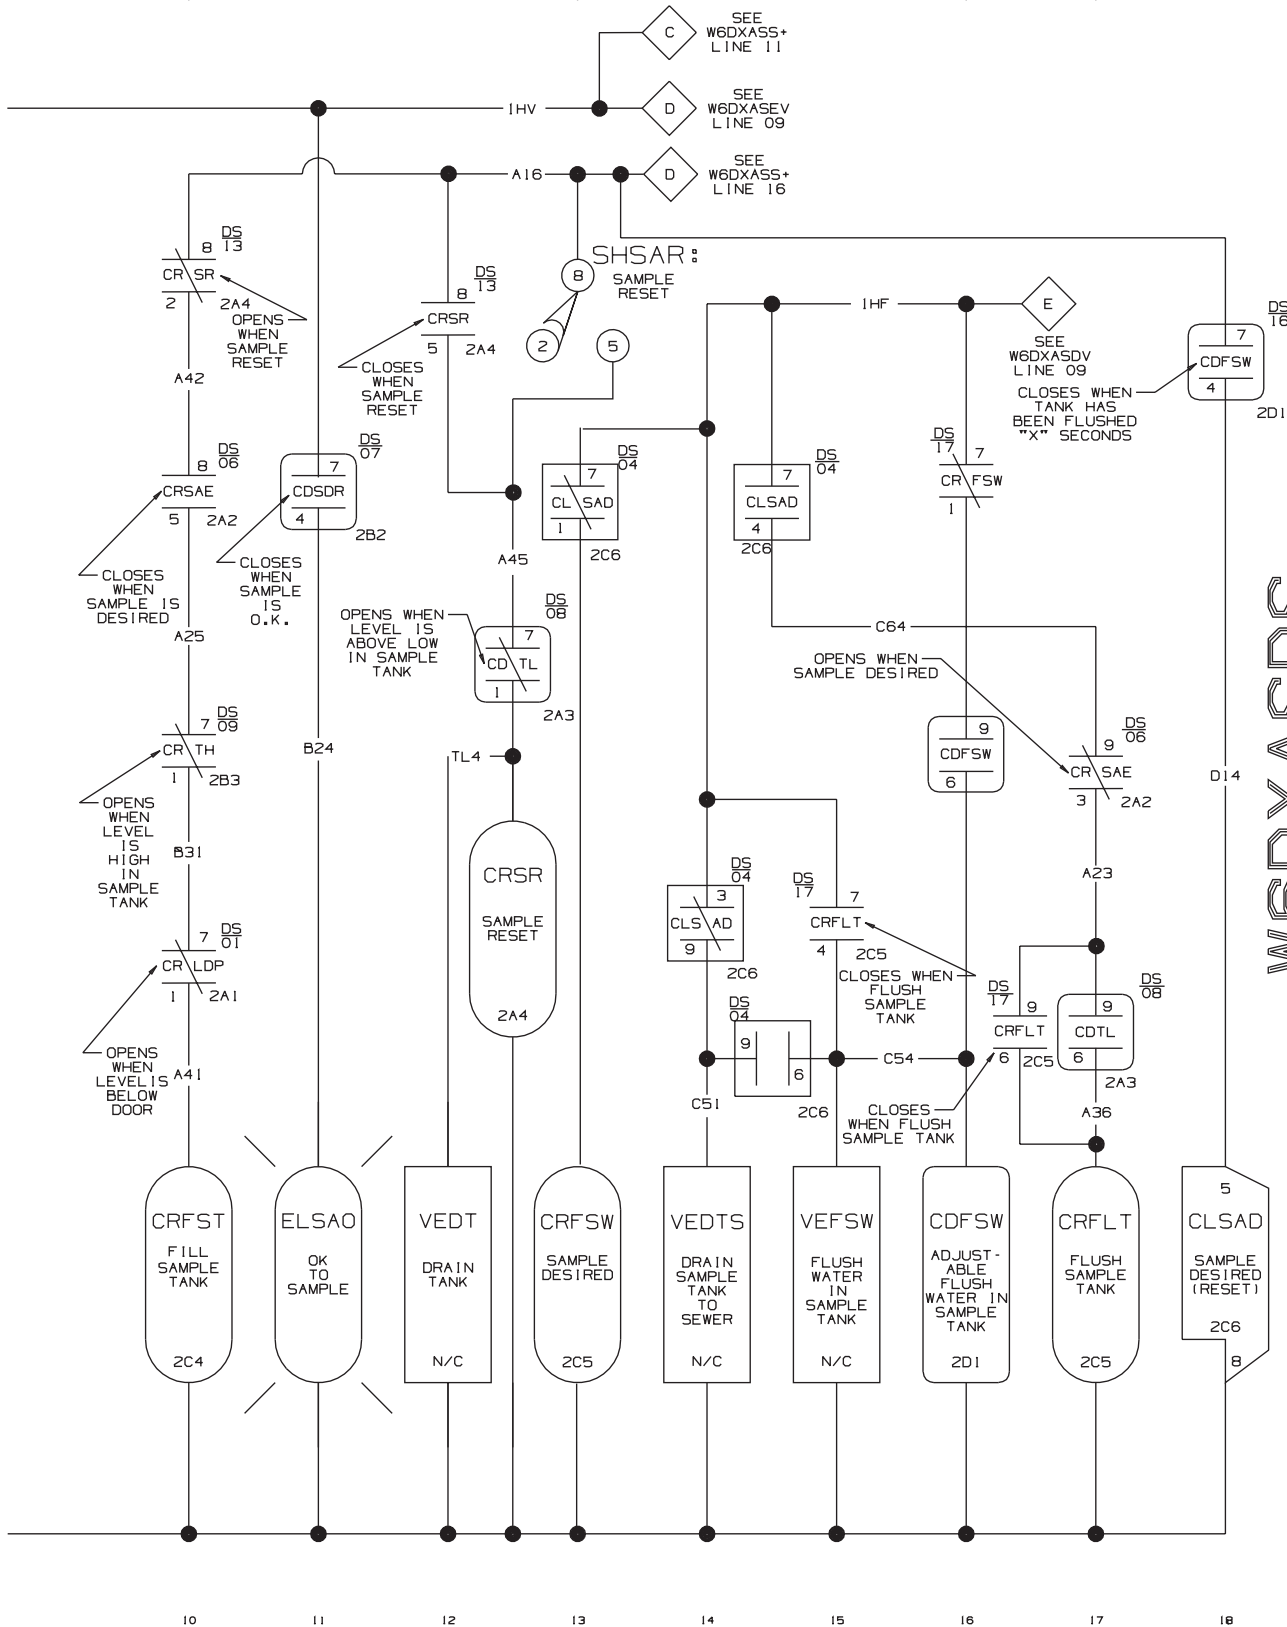 SEE
W6DXASS+
LINE 11
C
1HV
D
SEE
W6DXASEV
LINE 09
A16
D
SEE
W6DXASS+
LINE 16
SHSAR:
SAMPLE
RESET
8
2
5
8
DS
13
CR SR
2
2A4
OPENS
WHEN
SAMPLE
RESET
A42
DS
06
8
CRSAE
5
2A2
CLOSES
WHEN
SAMPLE IS
DESIRED
A25
DS
09
7
CR TH
1
2B3
OPENS
WHEN
LEVEL
IS
HIGH
IN
SAMPLE
TANK
B31
DS
01
7
CR LDP
1
2A1
OPENS
WHEN
LEVEL IS
BELOW
DOOR
A41
CRFST
FILL
SAMPLE
TANK
2C4
DS
07
7
CDSDR
4
2B2
CLOSES
WHEN
SAMPLE
IS
O.K.
B24
ELSAO
OK
TO
SAMPLE
DS
13
8
CRSR
5
2A4
CLOSES
WHEN
SAMPLE
RESET
A45
OPENS WHEN
LEVEL IS
ABOVE LOW
IN SAMPLE
TANK
DS
08
7
CD TL
1
2A3
TL4
CRSR
SAMPLE
RESET
2A4
VEDT
DRAIN
TANK
N/C
DS
04
7
CL SAD
1
2C6
CRFSW
SAMPLE
DESIRED
2C5
1HF
E
SEE
W6DXASDV
LINE 09
DS
04
7
CLSAD
4
2C6
C64
DS
04
3
CLS AD
9
2C6
DS
04
9
6
2C6
C51
VEDTS
DRAIN
SAMPLE
TANK
TO
SEWER
N/C
DS
17
7
CRFLT
4
2C5
CLOSES WHEN
FLUSH
SAMPLE
TANK
C54
VEFSW
FLUSH
WATER
IN
SAMPLE
TANK
N/C
DS
17
7
CR FSW
1
9
CDFSW
6
CDFSW
ADJUST-
ABLE
FLUSH
WATER IN
SAMPLE
TANK
2D1
OPENS WHEN
SAMPLE DESIRED
DS
06
9
CR SAE
3
2A2
A23
DS
17
9
CRFLT
6
2C5
CLOSES
WHEN FLUSH
SAMPLE TANK
DS
08
9
CDTL
6
2A3
A36
CRFLT
FLUSH
SAMPLE
TANK
2C5
CLOSES WHEN
TANK HAS
BEEN FLUSHED
"X" SECONDS
DS
16
7
CDFSW
4
2D1
D14
5
CLSAD
SAMPLE
DESIRED
(RESET)
2C6
8
10 11 12 13 14 15 16 17 18